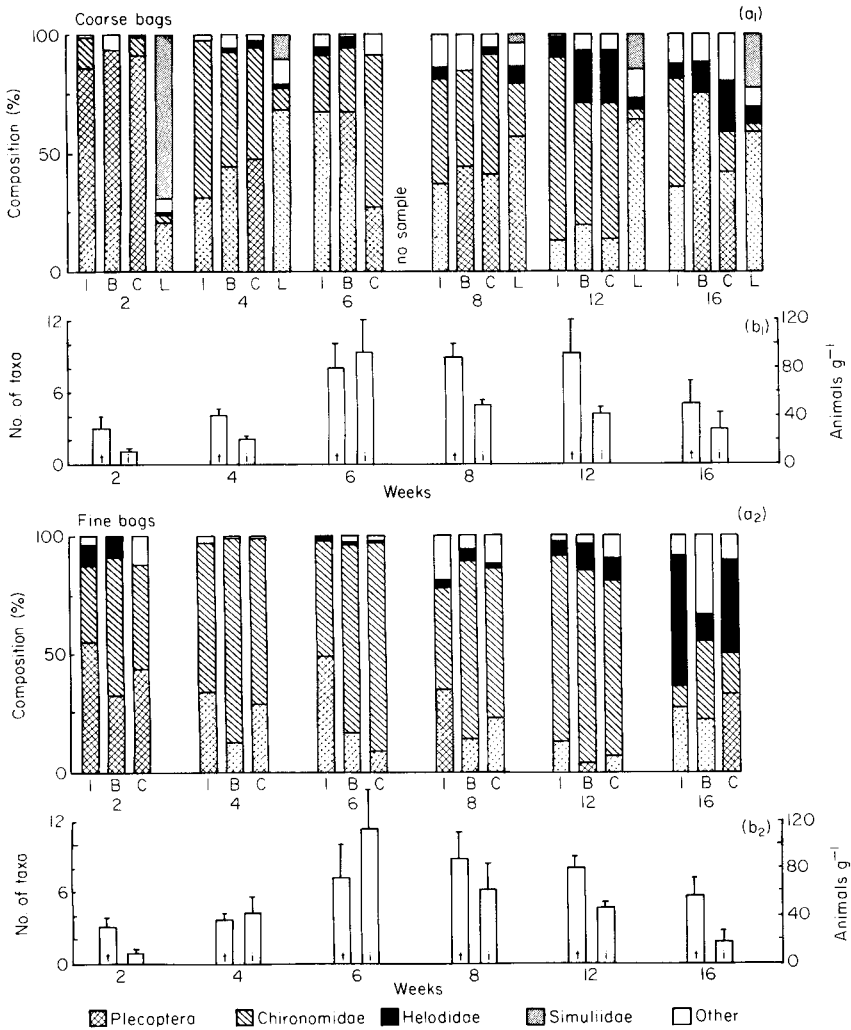 Coarse bags
(a₁)
Composition (%)
100
50
0
I B C L I B C L I B C no sample I B C L I B C L I B C L
2 4 6 8 12 16
(b₁)
No. of taxa
12
6
0
120
80
40
0
Animals g⁻¹
t i t i t i t i t i t i
2 4 6 8 12 16
Weeks
Fine bags
(a₂)
Composition (%)
100
50
0
I B C I B C I B C I B C I B C I B C
2 4 6 8 12 16
(b₂)
No. of taxa
12
6
0
120
80
40
0
Animals g⁻¹
t i t i t i t i t i t i
2 4 6 8 12 16
Weeks
Plecoptera Chironomidae Helodidae Simuliidae Other